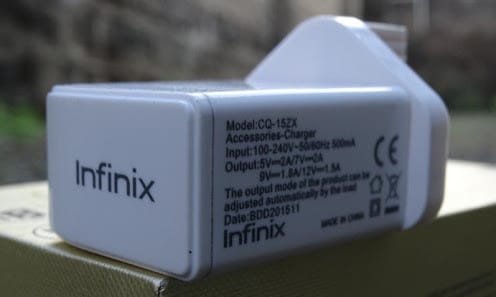 Infinix
Model:CQ-15ZX
Accessories-Charger
Input:100-240V~50/60Hz 500mA
Output:5V⎓2A/7V⎓2A
9V⎓1.8A/12V⎓1.5A
The output mode of the product can be
adjusted automatically by the load
Date:BDD201511
Infinix
MADE IN CHINA
CE